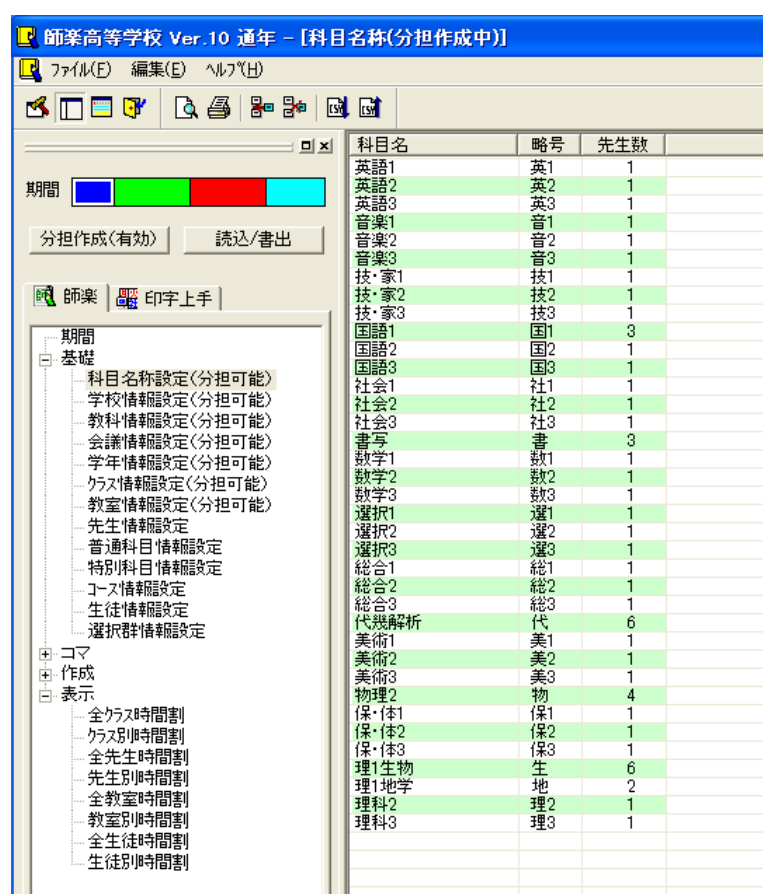 師楽高等学校 Ver.10 通年 - [科目名称(分担作成中)]
ファイル(F) 編集(E) ヘルプ(H)
CSV CSV
期間
分担作成(有効) 読込/書出
師楽 印字上手
期間
基礎
科目名称設定(分担可能)
学校情報設定(分担可能)
教科情報設定(分担可能)
会議情報設定(分担可能)
学年情報設定(分担可能)
クラス情報設定(分担可能)
教室情報設定(分担可能)
先生情報設定
普通科目情報設定
特別科目情報設定
コース情報設定
生徒情報設定
選択群情報設定
コマ
作成
表示
全クラス時間割
クラス別時間割
全先生時間割
先生別時間割
全教室時間割
教室別時間割
全生徒時間割
生徒別時間割
科目名 略号 先生数
英語1 英1 1
英語2 英2 1
英語3 英3 1
音楽1 音1 1
音楽2 音2 1
音楽3 音3 1
技・家1 技1 1
技・家2 技2 1
技・家3 技3 1
国語1 国1 3
国語2 国2 1
国語3 国3 1
社会1 社1 1
社会2 社2 1
社会3 社3 1
書写 書 3
数学1 数1 1
数学2 数2 1
数学3 数3 1
選択1 選1 1
選択2 選2 1
選択3 選3 1
総合1 総1 1
総合2 総2 1
総合3 総3 1
代幾解析 代 6
美術1 美1 1
美術2 美2 1
美術3 美3 1
物理2 物 4
保・体1 保1 1
保・体2 保2 1
保・体3 保3 1
理1生物 生 6
理1地学 地 2
理科2 理2 1
理科3 理3 1